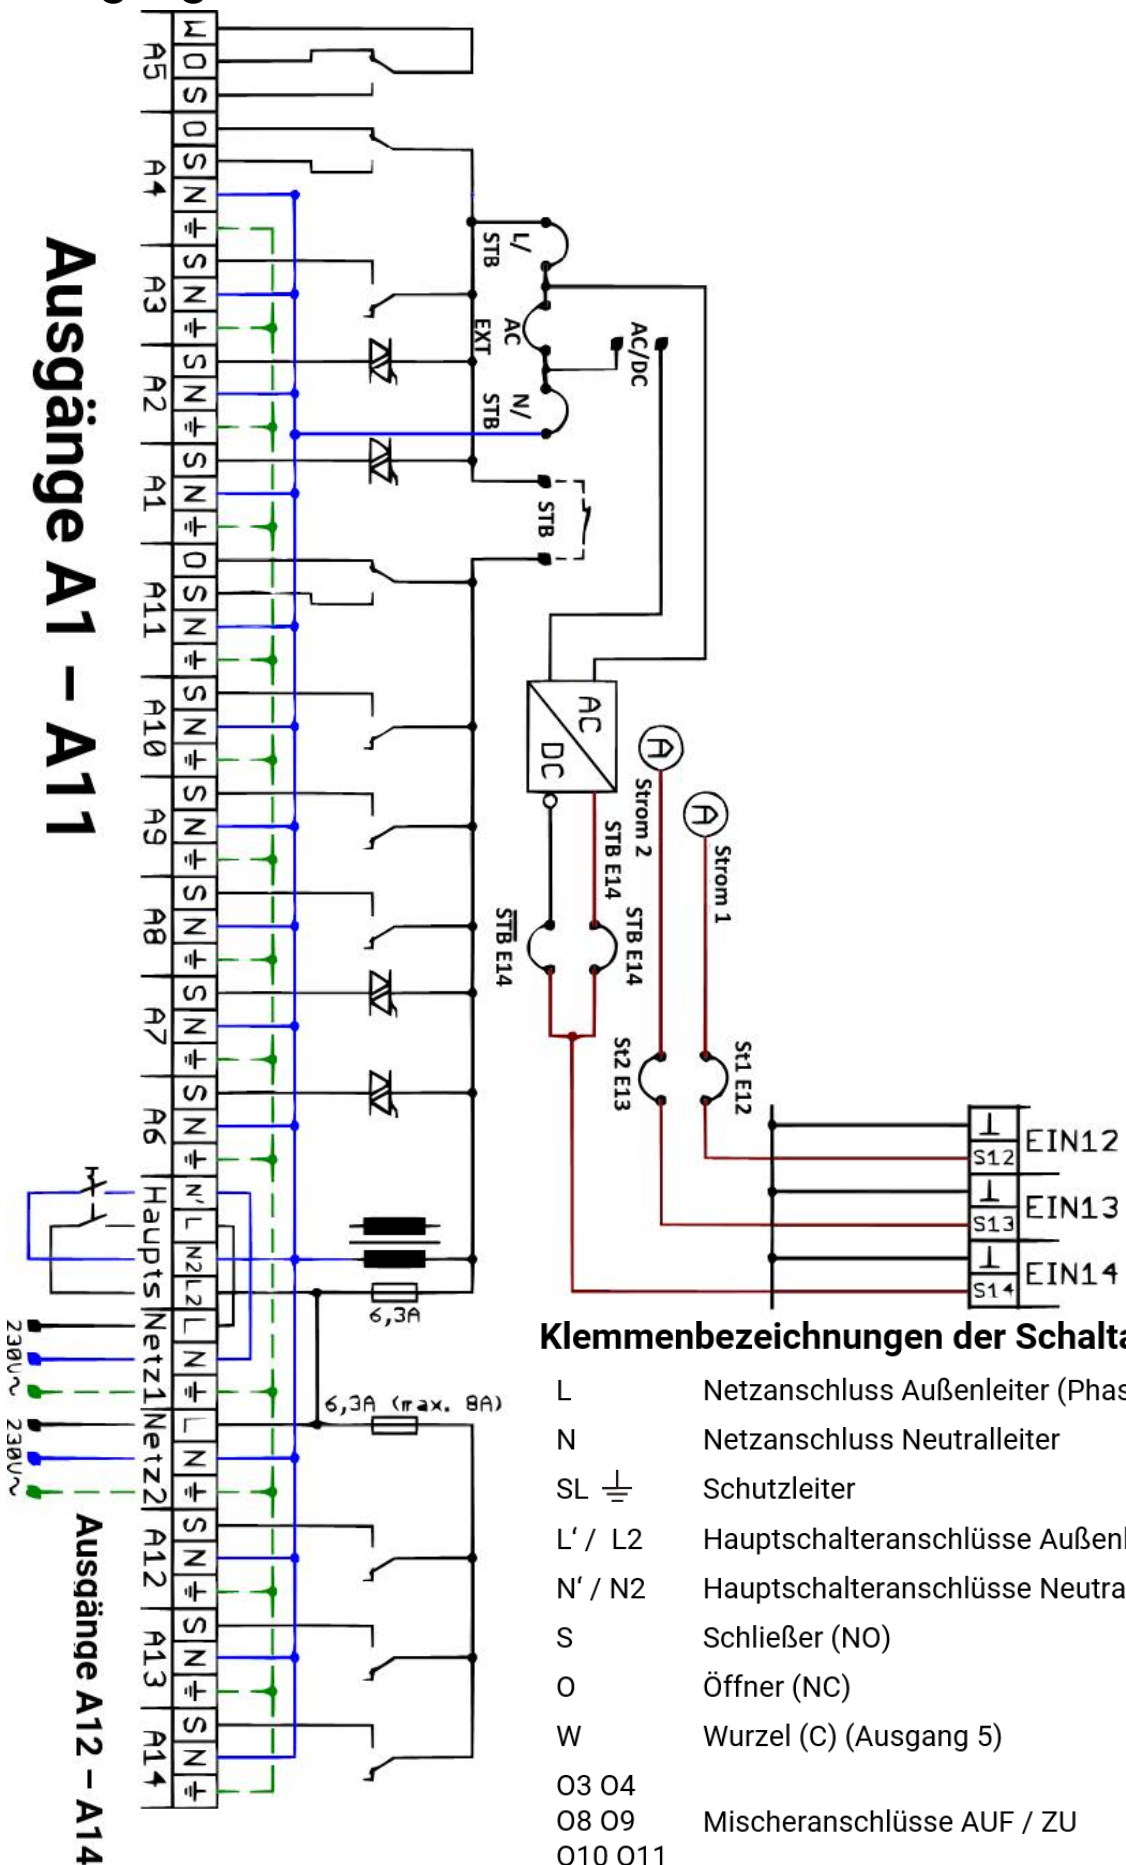 Ausgänge A1 – A11
A5
W
O
S
A4
O
S
N
A3
S
N
A2
S
N
A1
S
N
A11
O
S
N
A10
S
N
A9
S
N
A8
S
N
A7
S
N
A6
S
N
Haupts
N'
L'
N2
L2
Netz1
L
N
230V~
Netz2
L
N
230V~
Ausgänge A12 – A14
A12
S
N
A13
S
N
A14
S
N
L/
STB
AC
EXT
N/
STB
AC/DC
STB
AC
DC
A
Strom 2
A
Strom 1
STB E14
STB E14
STB E14
St2 E13
St1 E12
EIN12
S12
EIN13
S13
EIN14
S14
6,3A
6,3A (max. 8A)
Klemmenbezeichnungen der Schalta
L Netzanschluss Außenleiter (Phas
N Netzanschluss Neutralleiter
SL ⏚ Schutzleiter
L‘ / L2 Hauptschalteranschlüsse Außenl
N‘ / N2 Hauptschalteranschlüsse Neutra
S Schließer (NO)
O Öffner (NC)
W Wurzel (C) (Ausgang 5)
O3 O4
O8 O9 Mischeranschlüsse AUF / ZU
O10 O11